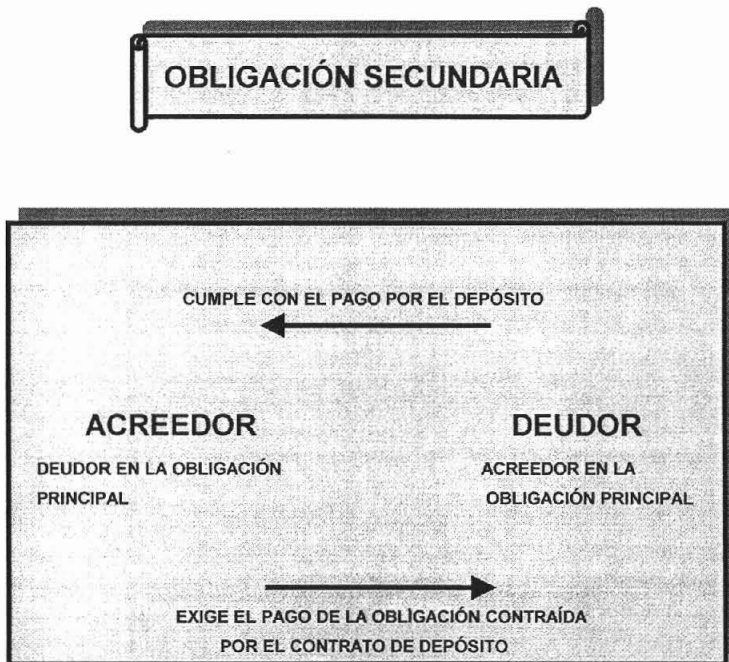 OBLIGACIÓN SECUNDARIA
CUMPLE CON EL PAGO POR EL DEPÓSITO
ACREEDOR
DEUDOR EN LA OBLIGACIÓN
PRINCIPAL
DEUDOR
ACREEDOR EN LA
OBLIGACIÓN PRINCIPAL
EXIGE EL PAGO DE LA OBLIGACIÓN CONTRAÍDA
POR EL CONTRATO DE DEPÓSITO